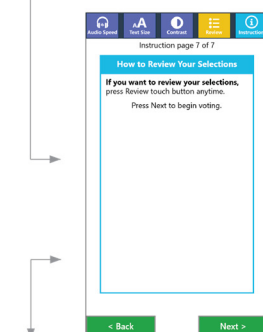 Audio Speed
AA
Text Size
Contrast
Review
Instructions
Instruction page 7 of 7
How to Review Your Selections
If you want to review your selections,
press Review touch button anytime.
Press Next to begin voting.
< Back
Next >